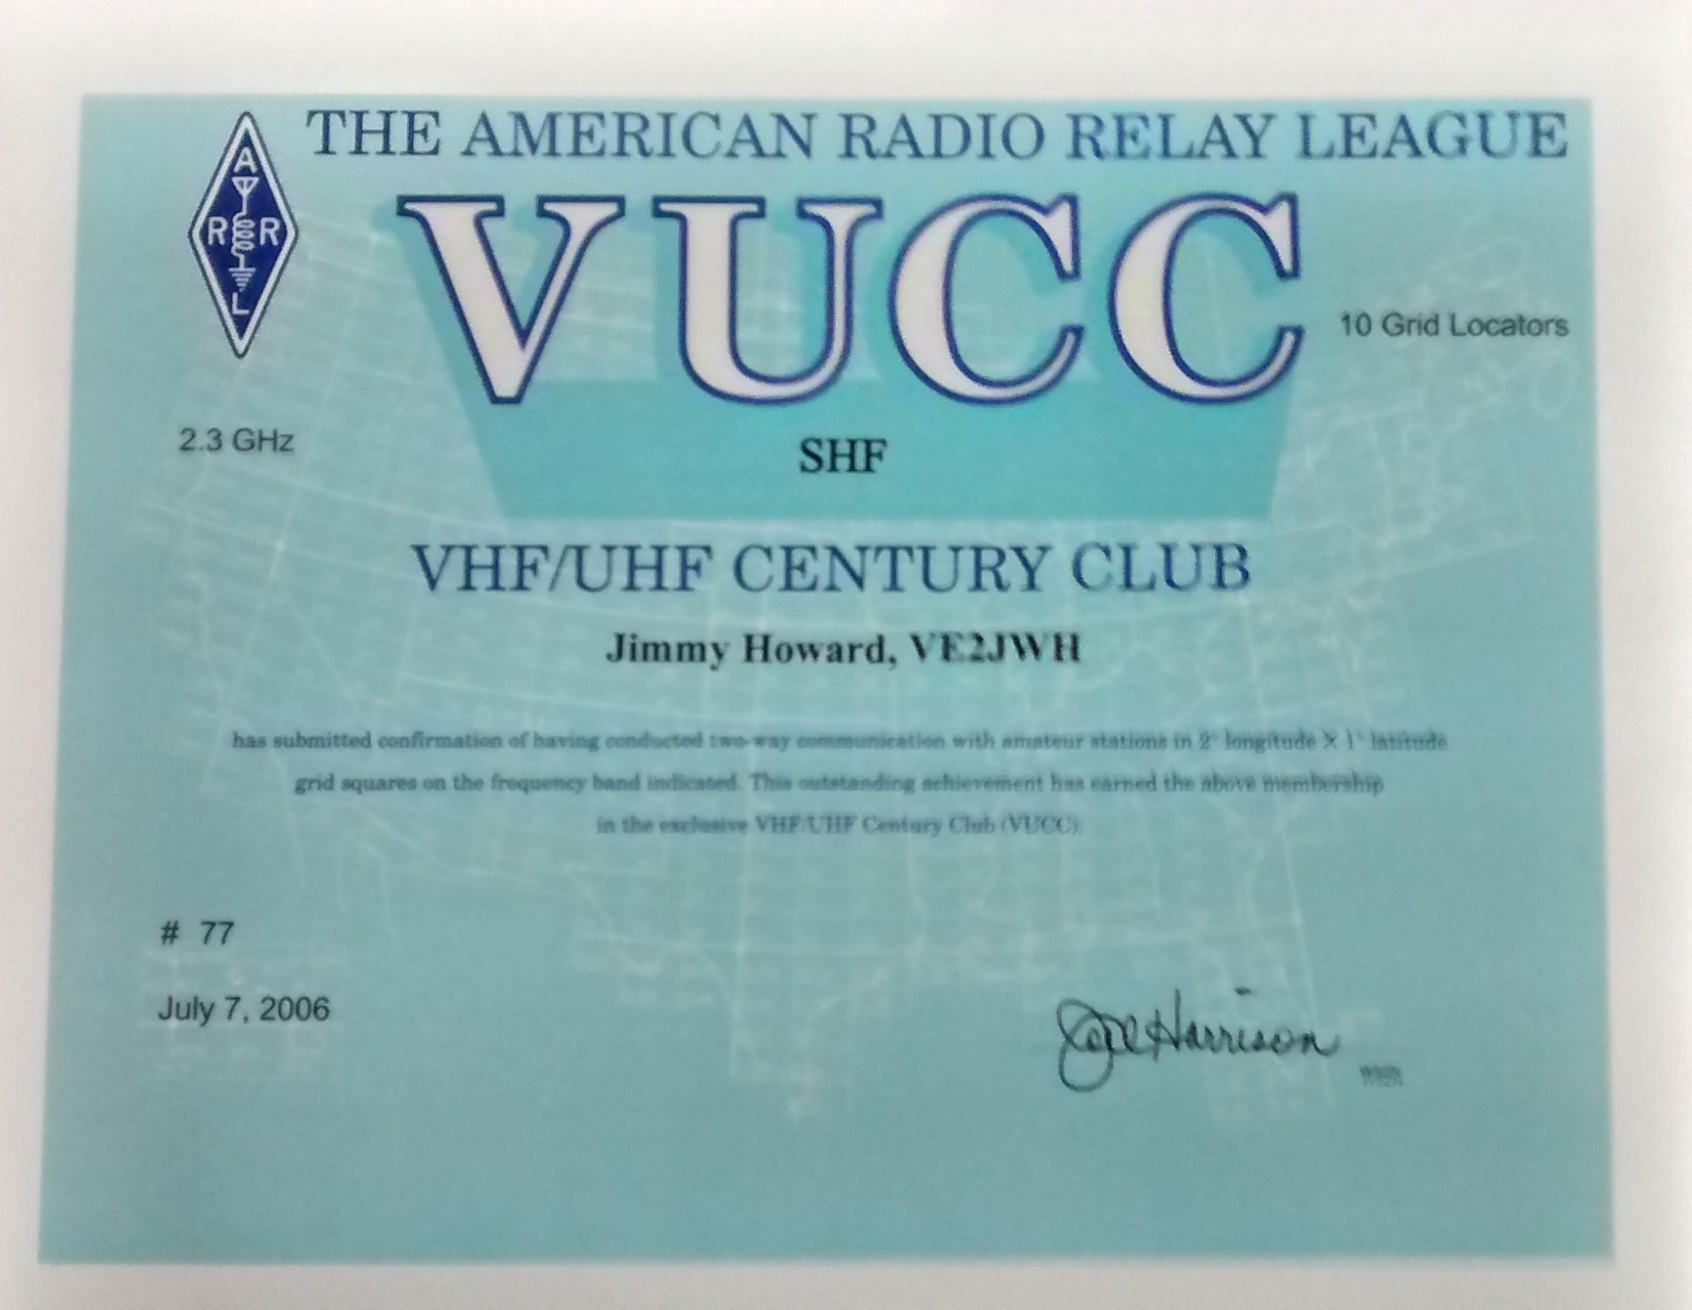 THE AMERICAN RADIO RELAY LEAGUE
A
R R
L
VUCC
10 Grid Locators
2.3 GHz
SHF
VHF/UHF CENTURY CLUB
Jimmy Howard, VE2JWH
has submitted confirmation of having conducted two-way communication with amateur stations in 2° longitude X 1° latitude
grid squares on the frequency band indicated. This outstanding achievement has earned the above membership
in the exclusive VHF/UHF Century Club (VUCC).
# 77
July 7, 2006
Joel Harrison